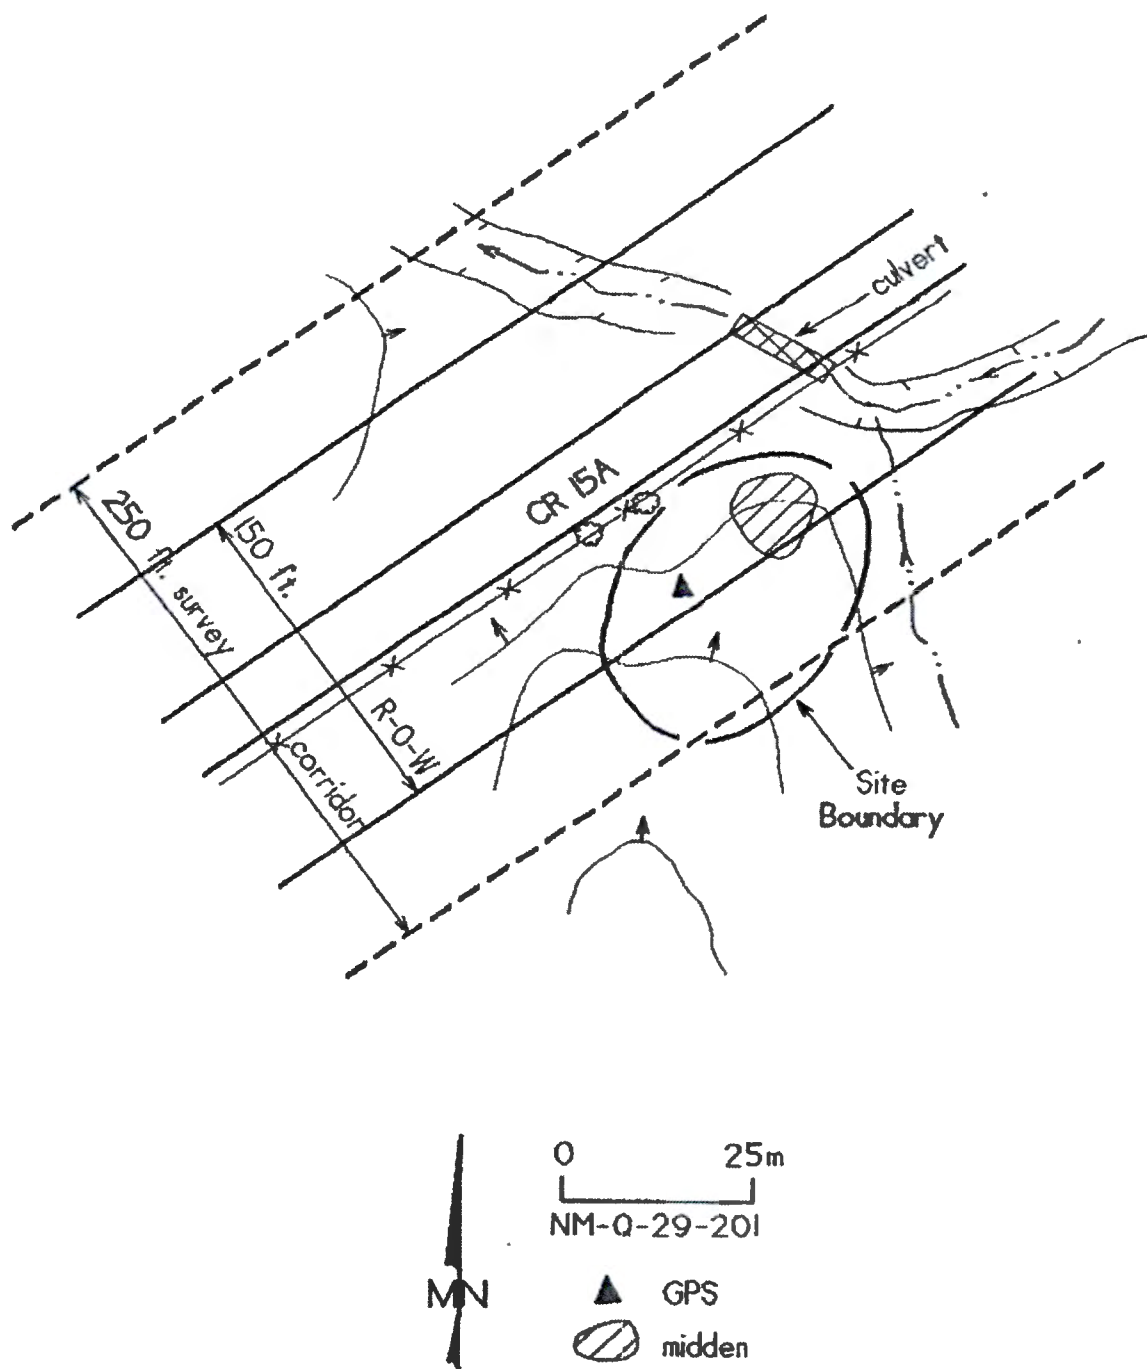 culvert
CR 15A
250 ft. survey corridor
150 ft.
R-O-W
Site
Boundary
0 25m
NM-Q-29-201
MN
GPS
midden